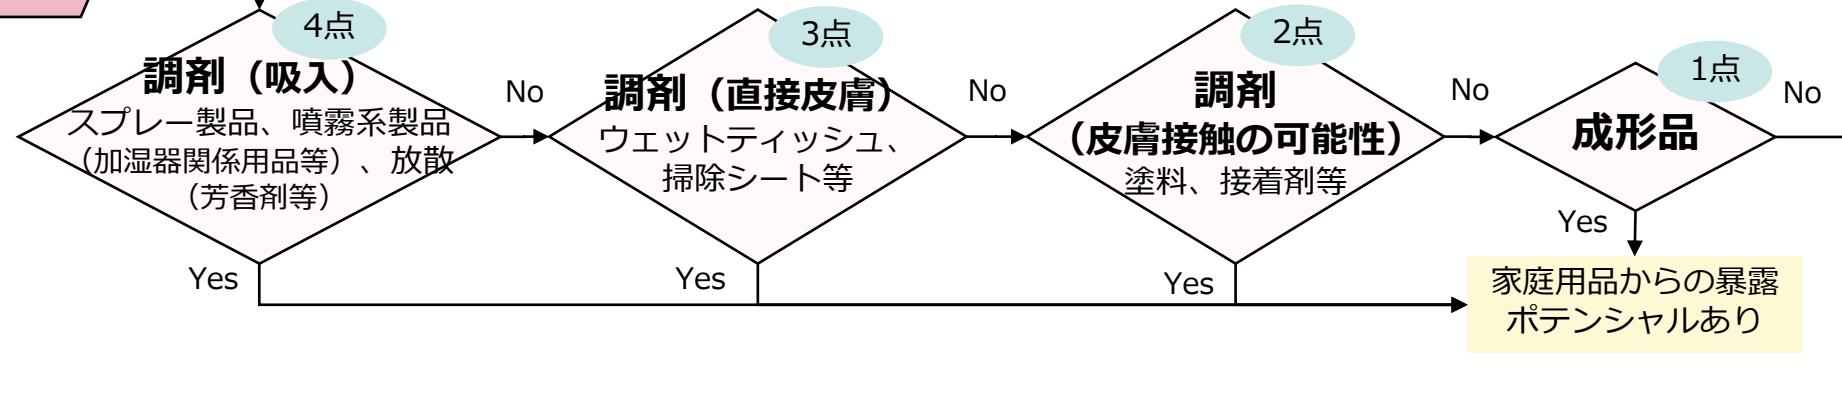 4点
調剤（吸入）
スプレー製品、噴霧系製品
（加湿器関係用品等）、放散
（芳香剤等）
No
Yes
3点
調剤（直接皮膚）
ウェットティッシュ、
掃除シート等
No
Yes
2点
調剤
（皮膚接触の可能性）
塗料、接着剤等
No
Yes
1点
成形品
No
Yes
家庭用品からの暴露
ポテンシャルあり